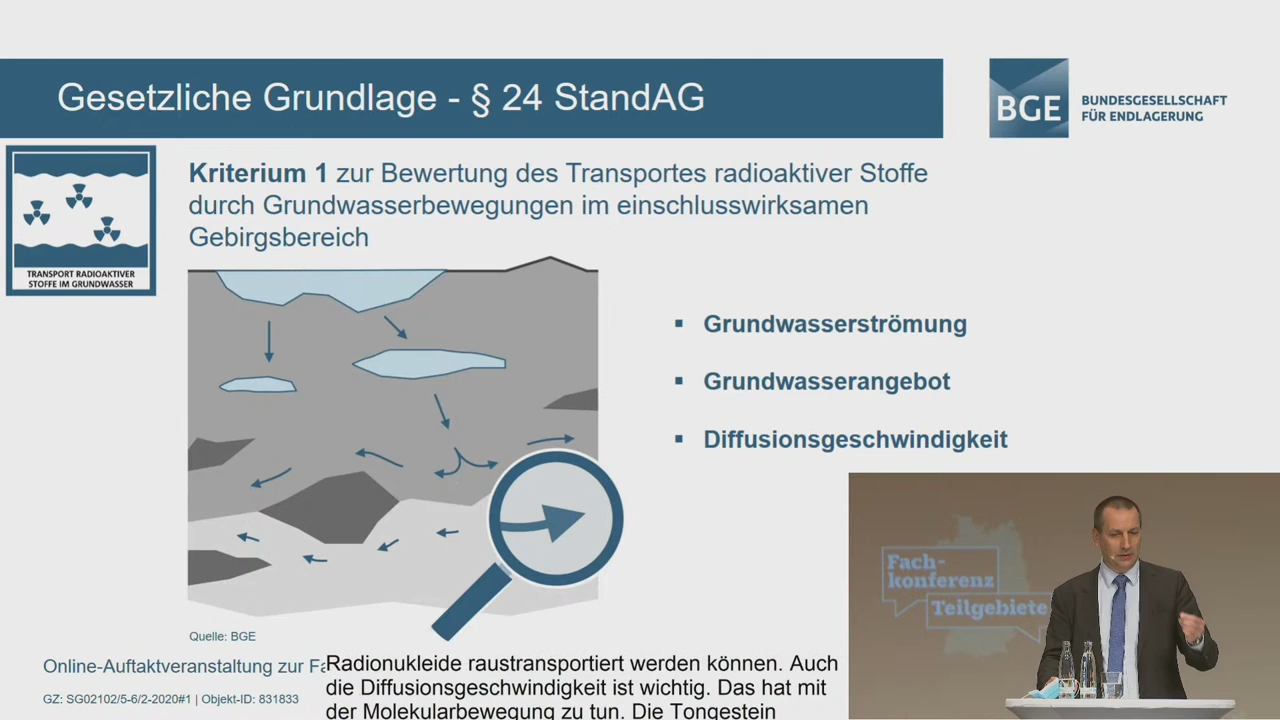 Gesetzliche Grundlage - § 24 StandAG
BGE
BUNDESGESELLSCHAFT
FÜR ENDLAGERUNG
TRANSPORT RADIOAKTIVER
STOFFE IM GRUNDWASSER
Kriterium 1 zur Bewertung des Transportes radioaktiver Stoffe
durch Grundwasserbewegungen im einschlusswirksamen
Gebirgsbereich
▪ Grundwasserströmung
▪ Grundwasserangebot
▪ Diffusionsgeschwindigkeit
Quelle: BGE
Online-Auftaktveranstaltung zur Fa
GZ: SG02102/5-6/2-2020#1 | Objekt-ID: 831833
Radionukleide raustransportiert werden können. Auch
die Diffusionsgeschwindigkeit ist wichtig. Das hat mit
der Molekularbewegung zu tun. Die Tongestein
Fach-
konferenz
Teilgebiete